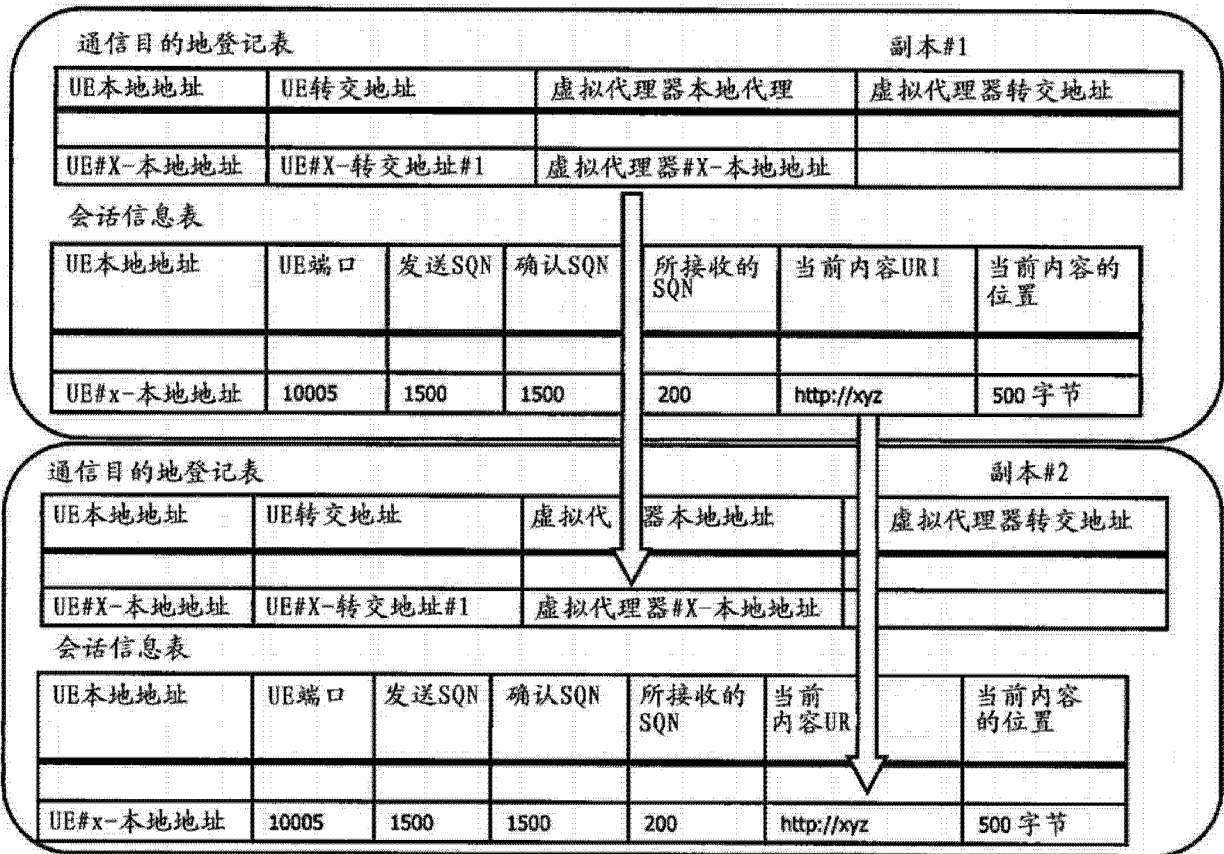 通信目的地登记表 副本#1
UE本地地址 UE转交地址 虚拟代理器本地代理 虚拟代理器转交地址
UE#X-本地地址 UE#X-转交地址#1 虚拟代理器#X-本地地址
会话信息表
UE本地地址 UE端口 发送SQN 确认SQN 所接收的 当前内容URI 当前内容的
SQN 位置
UE#x-本地地址 10005 1500 1500 200 http://xyz 500 字节
通信目的地登记表 副本#2
UE本地地址 UE转交地址 虚拟代 器本地地址 虚拟代理器转交地址
UE#X-本地地址 UE#X-转交地址#1 虚拟代理器#X-本地地址
会话信息表
UE本地地址 UE端口 发送SQN 确认SQN 所接收的 当前 当前内容
SQN 内容UR 的位置
UE#x-本地地址 10005 1500 1500 200 http://xyz 500 字节